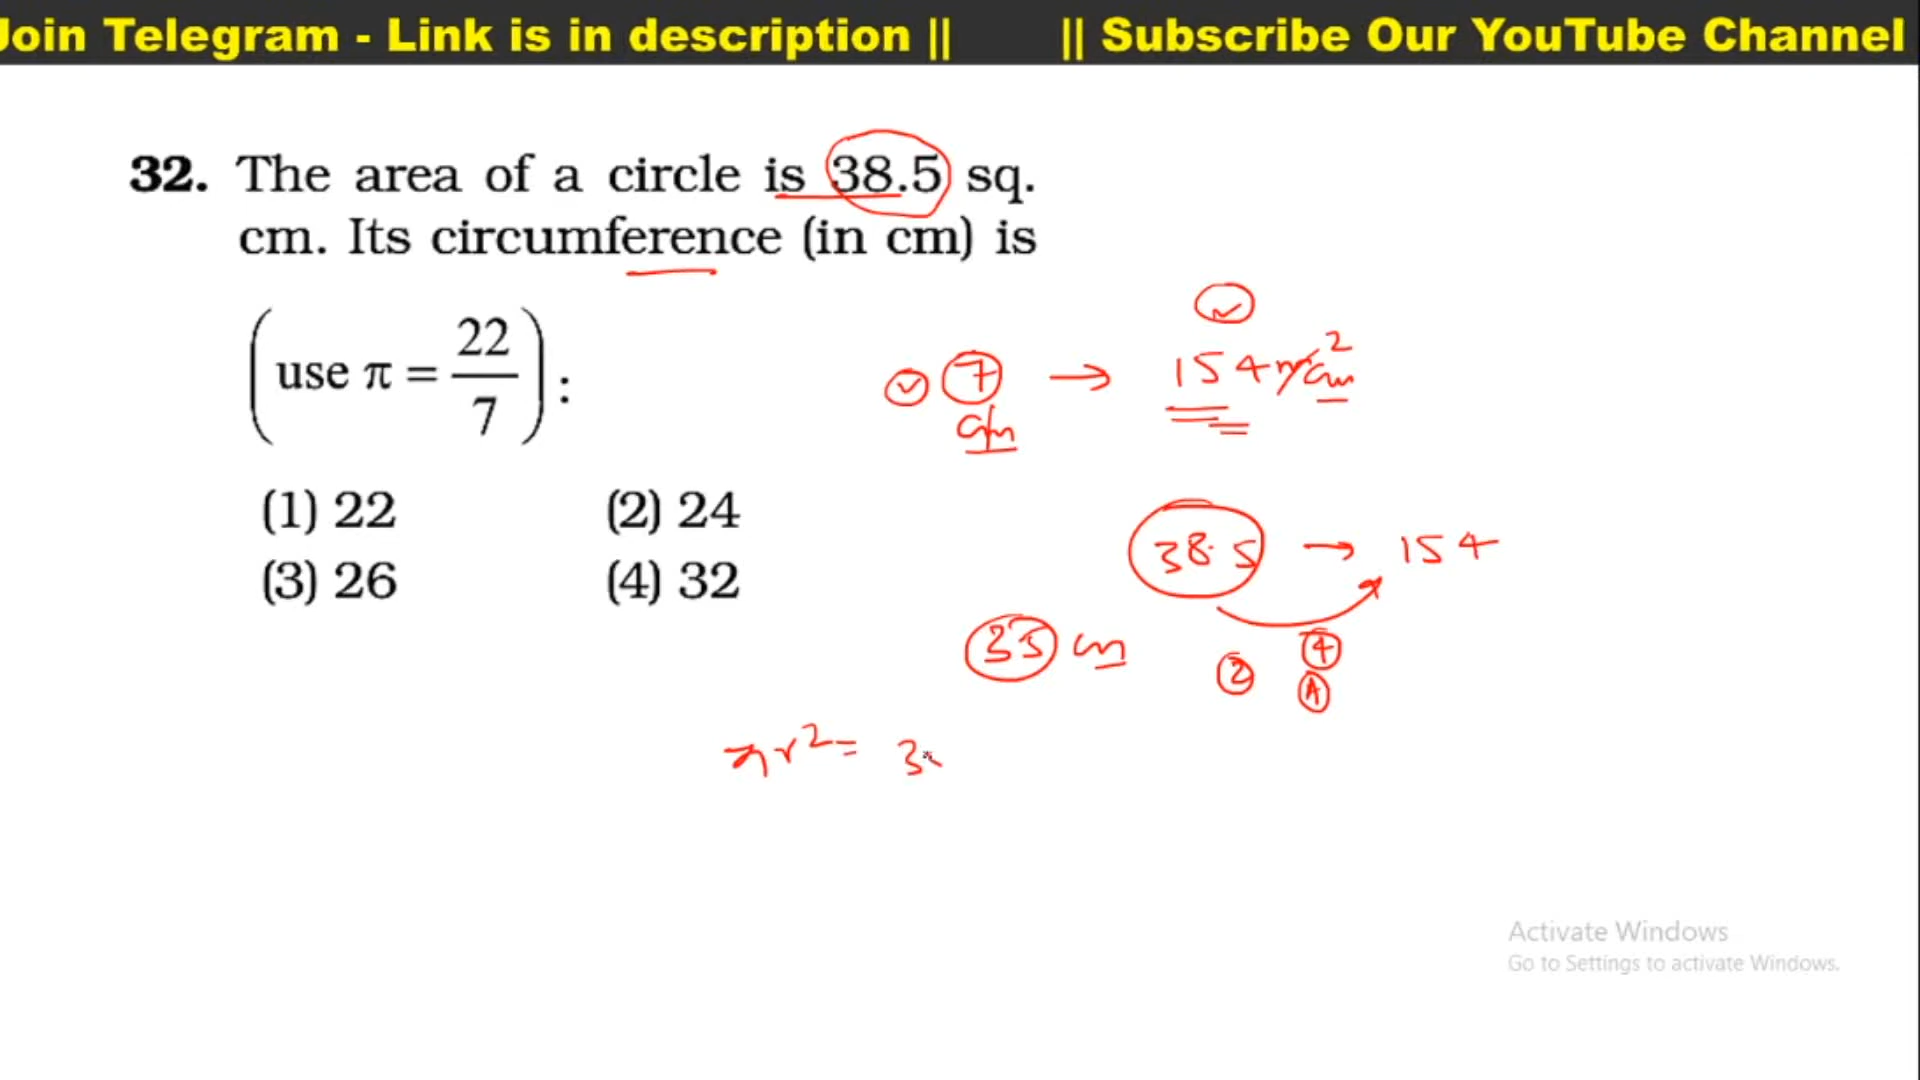 Join Telegram - Link is in description || || Subscribe Our YouTube Channel
32. The area of a circle is 38.5 sq.
cm. Its circumference (in cm) is
(use π = 22/7) :
(1) 22 (2) 24
(3) 26 (4) 32
7 → 154 cm²
cm
38.5 → 154
35 cm
2 4
A
πr² = 3
Activate Windows
Go to Settings to activate Windows.